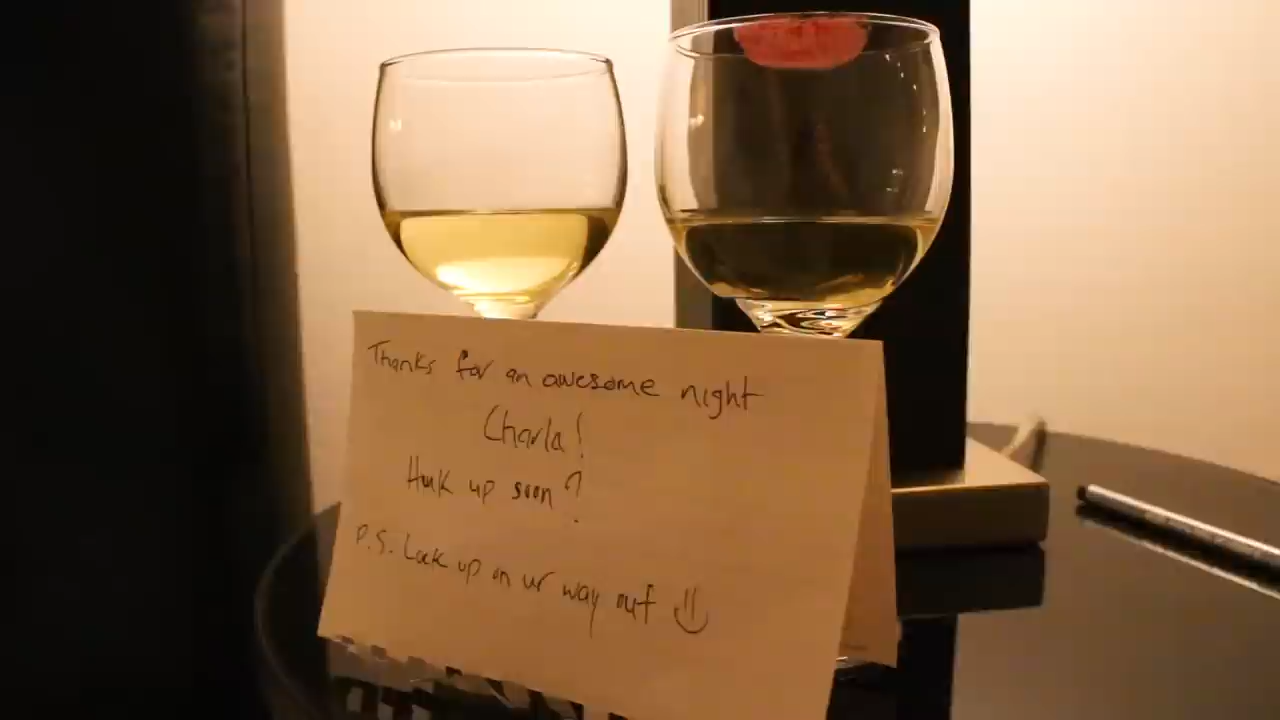 Thanks for an awesome night
Charla!
Hook up soon?
P.S. Lock up on ur way out